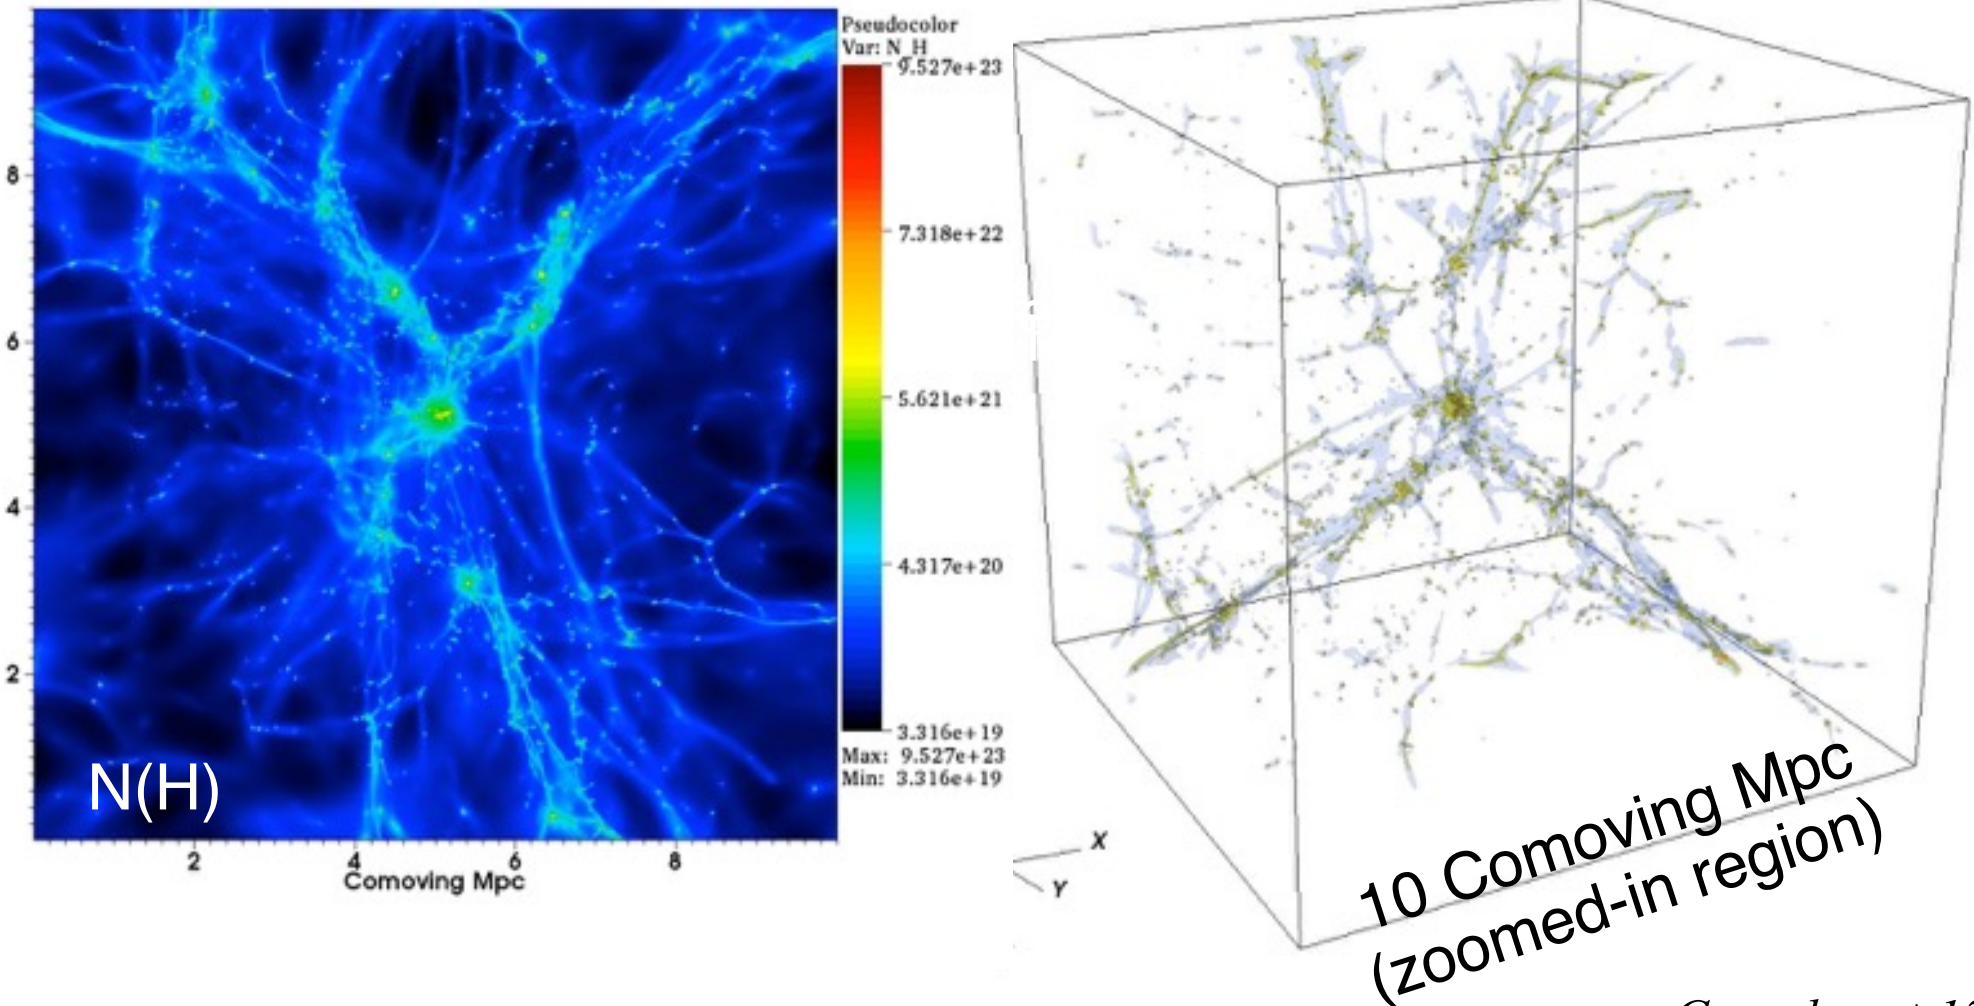 Pseudocolor
Var: N_H
9.527e+23
7.318e+22
5.621e+21
4.317e+20
3.316e+19
Max: 9.527e+23
Min: 3.316e+19
8
6
4
2
N(H)
2 4 6 8
Comoving Mpc
X
Y
10 Comoving Mpc
(zoomed-in region)